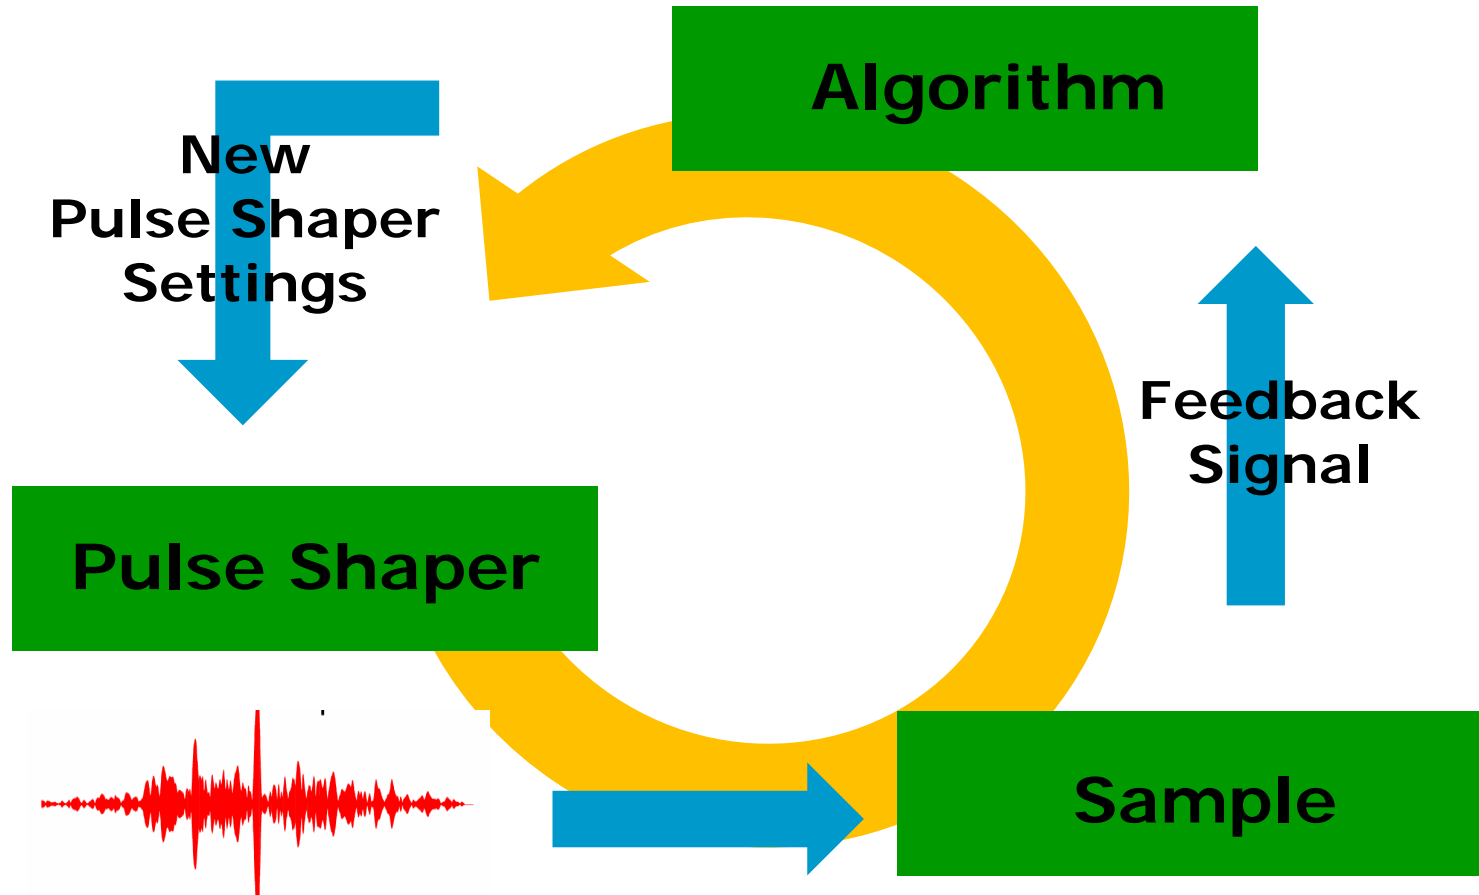 Algorithm
New
Pulse Shaper
Settings
Feedback
Signal
Pulse Shaper
Sample